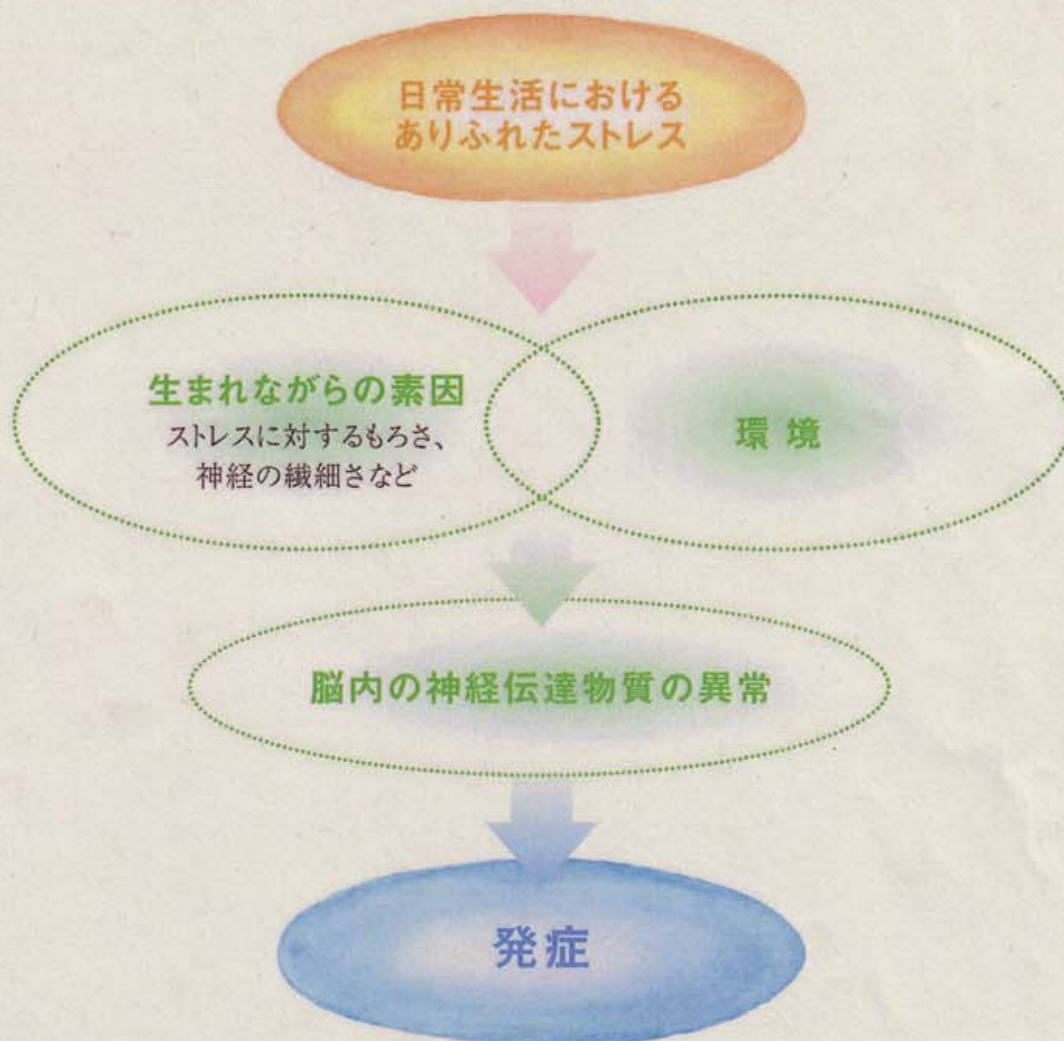 日常生活における
ありふれたストレス
生まれながらの素因
ストレスに対するもろさ、
神経の繊細さなど
環境
脳内の神経伝達物質の異常
発症